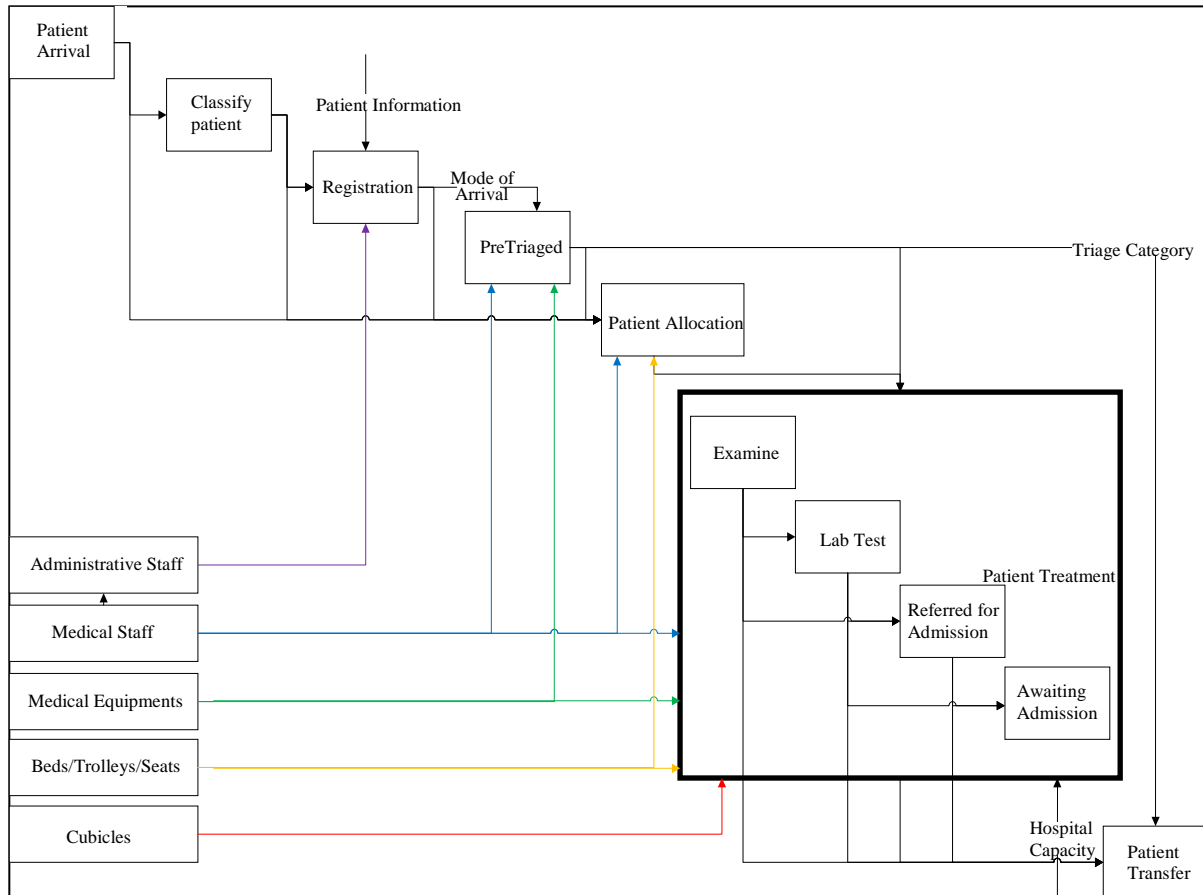 Patient
Arrival
Classify
patient
Patient Information
Registration
Mode of
Arrival
PreTriaged
Triage Category
Patient Allocation
Examine
Lab Test
Patient Treatment
Referred for
Admission
Awaiting
Admission
Administrative Staff
Medical Staff
Medical Equipments
Beds/Trolleys/Seats
Cubicles
Hospital
Capacity
Patient
Transfer